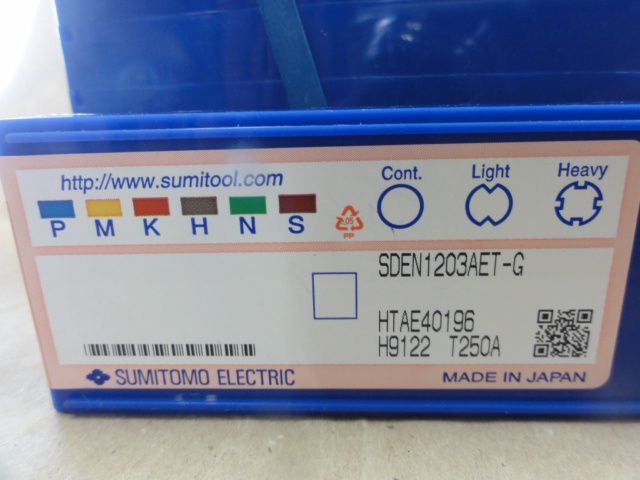 http://www.sumitool.com
Cont. Light Heavy
P M K H N S
05
PP
SDEN1203AET-G
HTAE40196
H9122 T250A
SUMITOMO ELECTRIC
MADE IN JAPAN